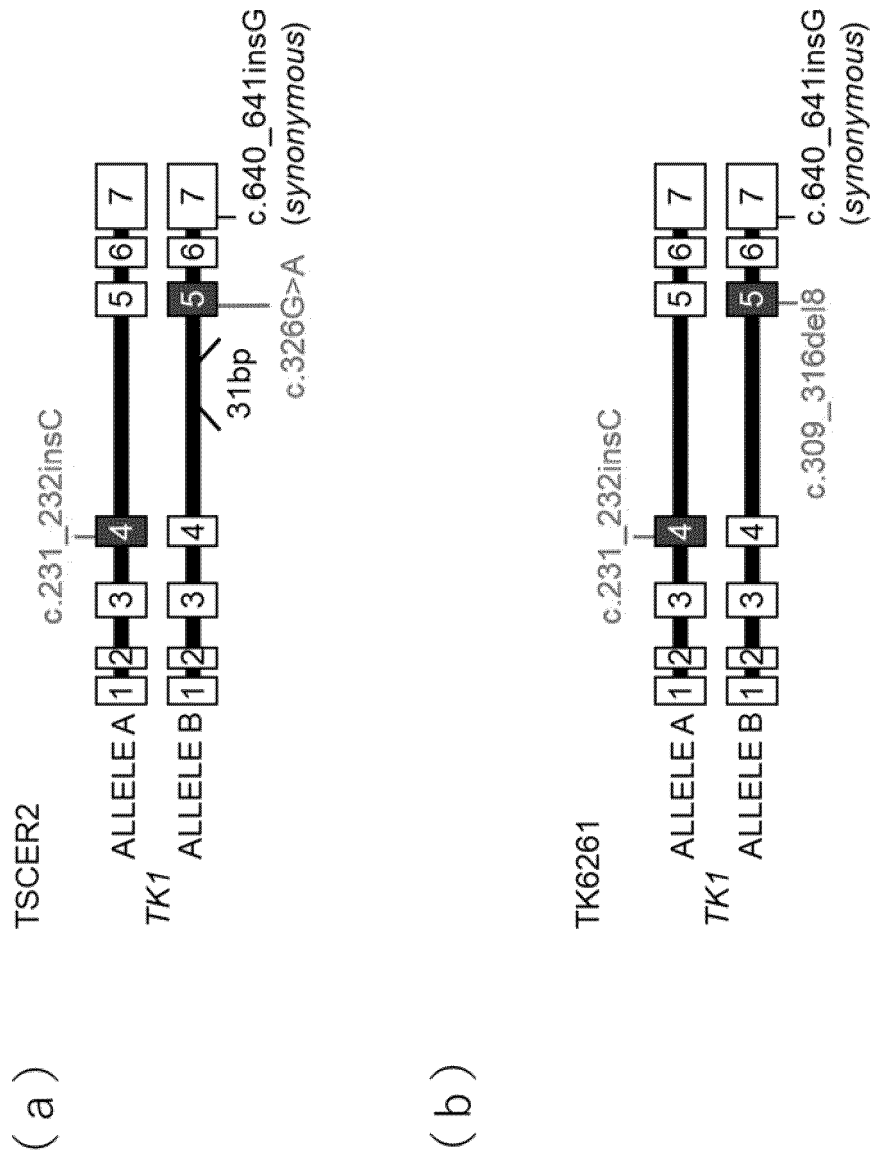 (a)
TSCER2
c.231_232insC
ALLELE A 1 2 3 4 5 6 7
TK1
ALLELE B 1 2 3 4 5 6 7
31bp
c.326G>A
c.640_641insG
(synonymous)
(b)
TK6261
c.231_232insC
ALLELE A 1 2 3 4 5 6 7
TK1
ALLELE B 1 2 3 4 5 6 7
c.309_316del8
c.640_641insG
(synonymous)